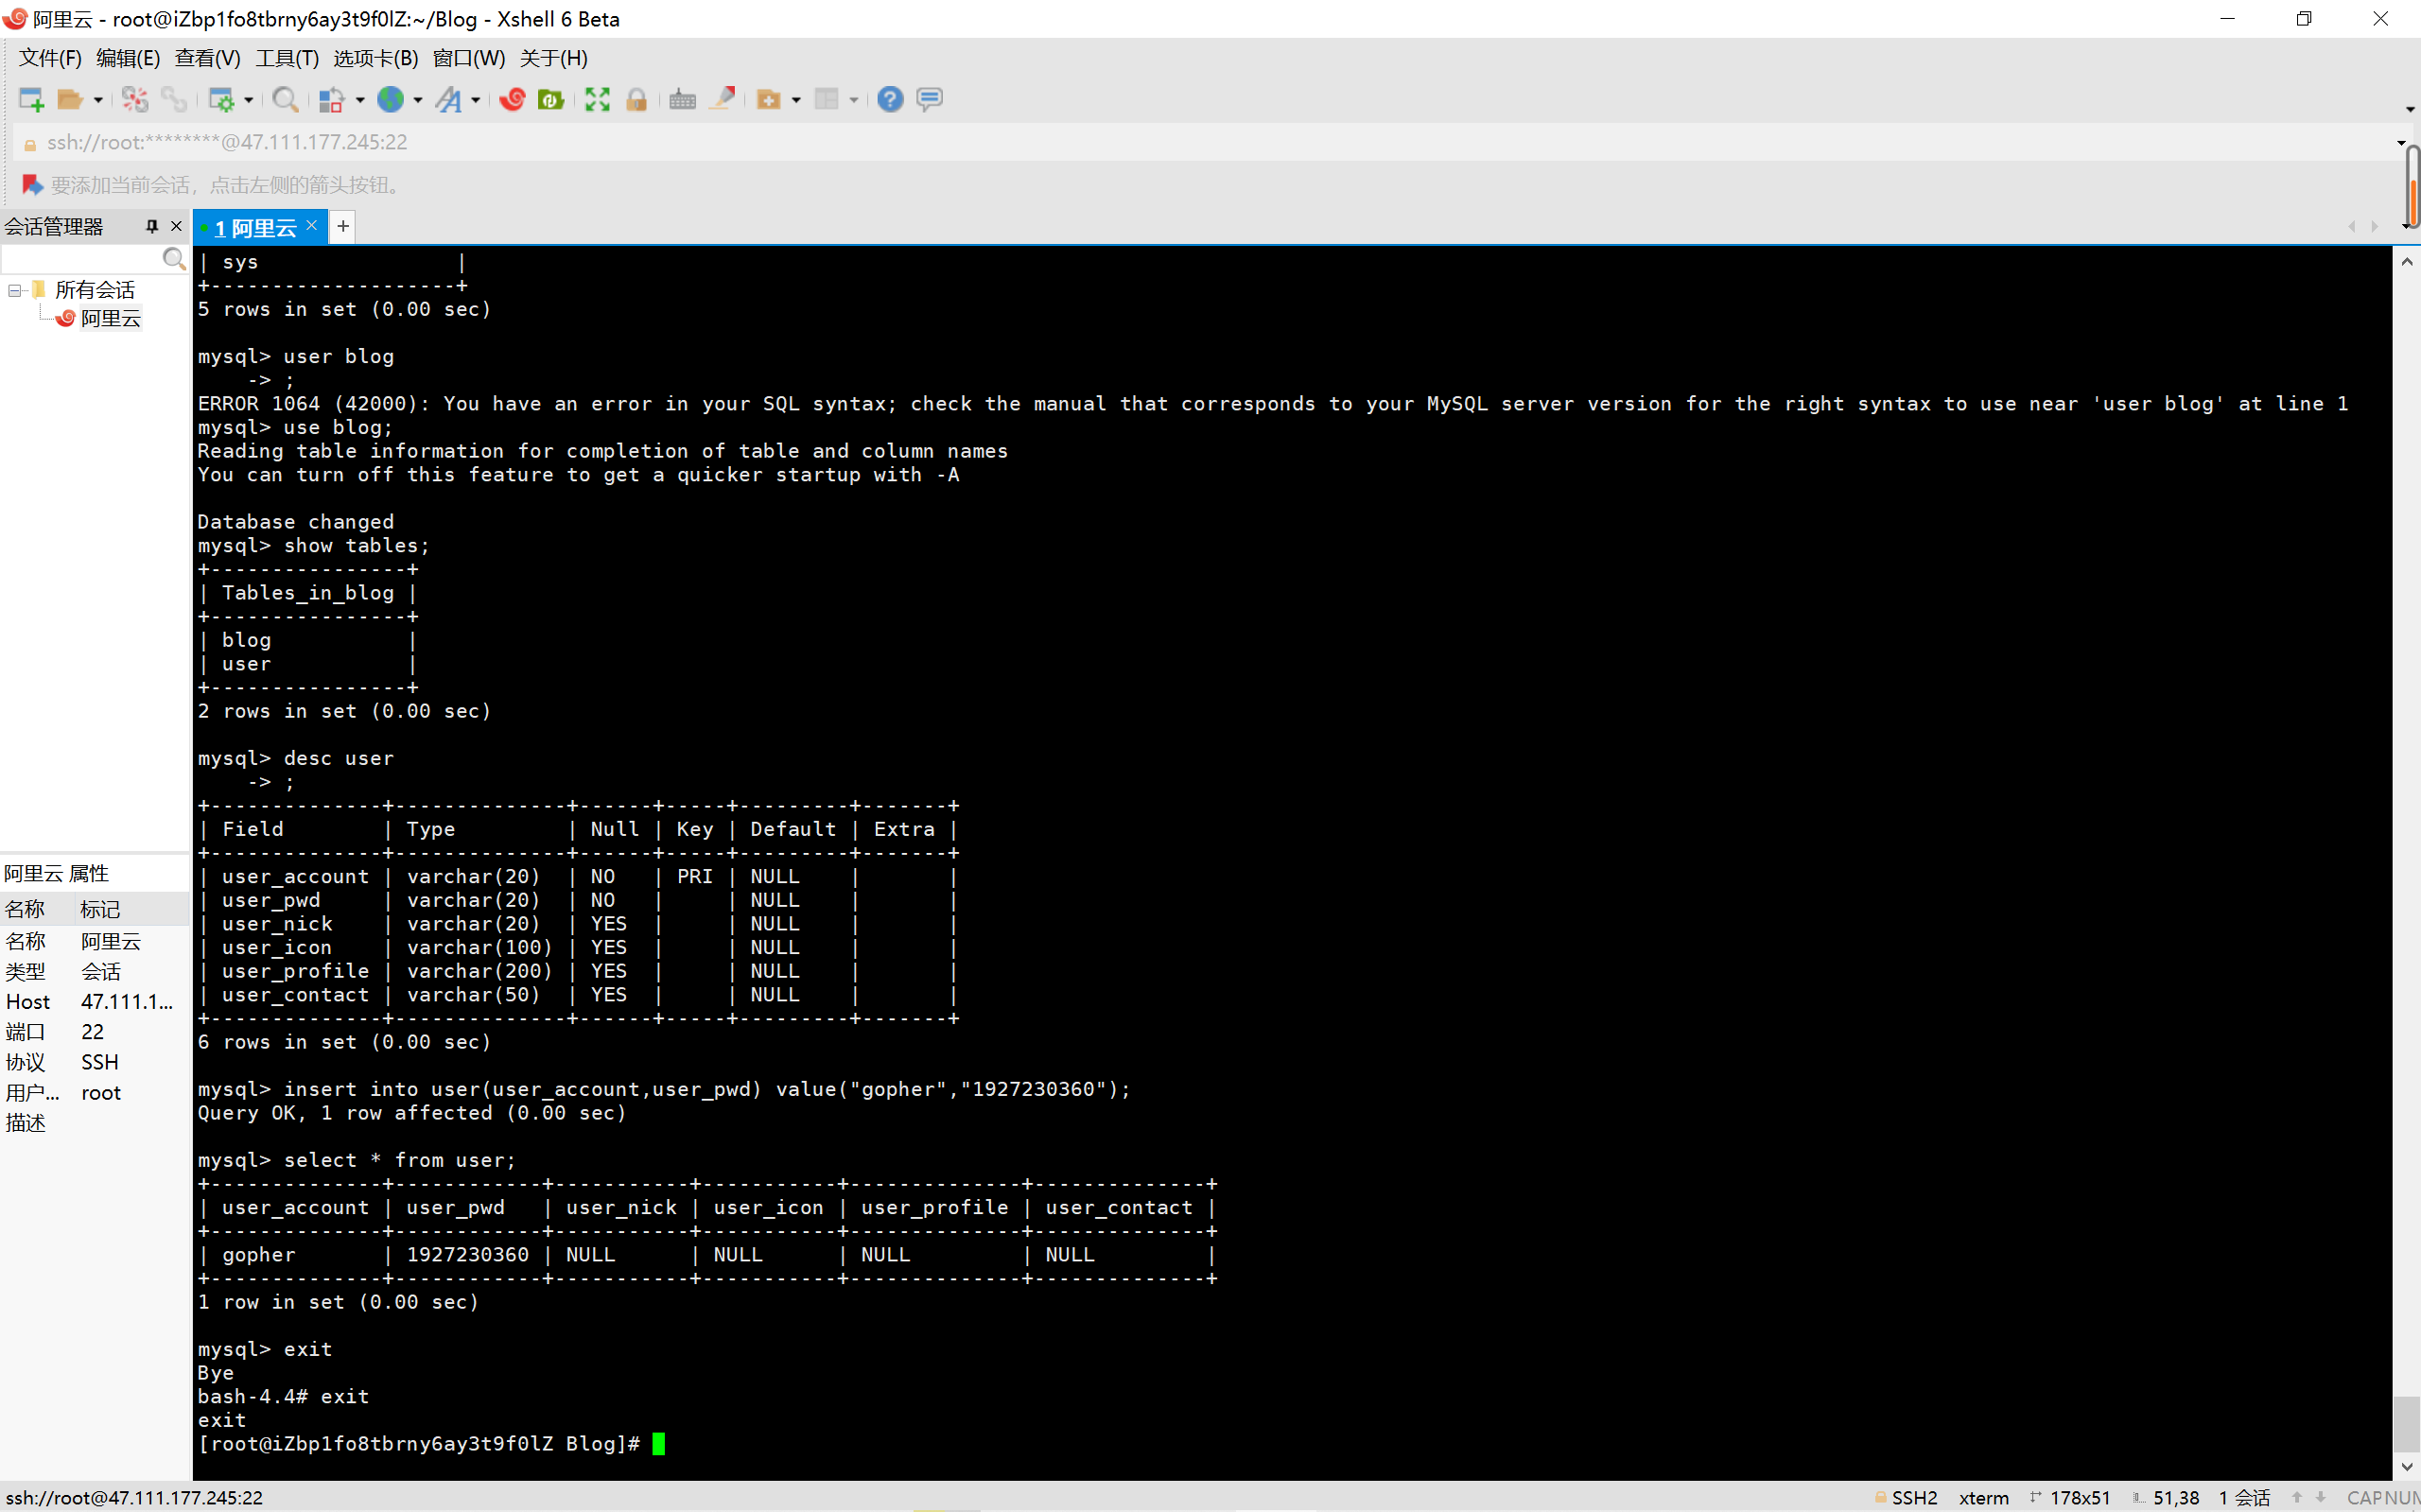 阿里云 - root@iZbp1fo8tbrny6ay3t9f0lZ:~/Blog - Xshell 6 Beta
文件(F) 编辑(E) 查看(V) 工具(T) 选项卡(B) 窗口(W) 关于(H)
ssh://root:********@47.111.177.245:22
要添加当前会话，点击左侧的箭头按钮。
会话管理器
1 阿里云
+
所有会话
阿里云
阿里云 属性
名称 标记
名称 阿里云
类型 会话
Host 47.111.1...
端口 22
协议 SSH
用户... root
描述
| sys                |
+--------------------+
5 rows in set (0.00 sec)
mysql> user blog
    -> ;
ERROR 1064 (42000): You have an error in your SQL syntax; check the manual that corresponds to your MySQL server version for the right syntax to use near 'user blog' at line 1
mysql> use blog;
Reading table information for completion of table and column names
You can turn off this feature to get a quicker startup with -A
Database changed
mysql> show tables;
+----------------+
| Tables_in_blog |
+----------------+
| blog           |
| user           |
+----------------+
2 rows in set (0.00 sec)
mysql> desc user
    -> ;
+--------------+--------------+------+-----+---------+-------+
| Field        | Type         | Null | Key | Default | Extra |
+--------------+--------------+------+-----+---------+-------+
| user_account | varchar(20)  | NO   | PRI | NULL    |       |
| user_pwd     | varchar(20)  | NO   |     | NULL    |       |
| user_nick    | varchar(20)  | YES  |     | NULL    |       |
| user_icon    | varchar(100) | YES  |     | NULL    |       |
| user_profile | varchar(200) | YES  |     | NULL    |       |
| user_contact | varchar(50)  | YES  |     | NULL    |       |
+--------------+--------------+------+-----+---------+-------+
6 rows in set (0.00 sec)
mysql> insert into user(user_account,user_pwd) value("gopher","1927230360");
Query OK, 1 row affected (0.00 sec)
mysql> select * from user;
+--------------+------------+-----------+-----------+--------------+--------------+
| user_account | user_pwd   | user_nick | user_icon | user_profile | user_contact |
+--------------+------------+-----------+-----------+--------------+--------------+
| gopher       | 1927230360 | NULL      | NULL      | NULL         | NULL         |
+--------------+------------+-----------+-----------+--------------+--------------+
1 row in set (0.00 sec)
mysql> exit
Bye
bash-4.4# exit
exit
[root@iZbp1fo8tbrny6ay3t9f0lZ Blog]#
ssh://root@47.111.177.245:22 SSH2 xterm 178x51 51,38 1 会话 CAP NUM